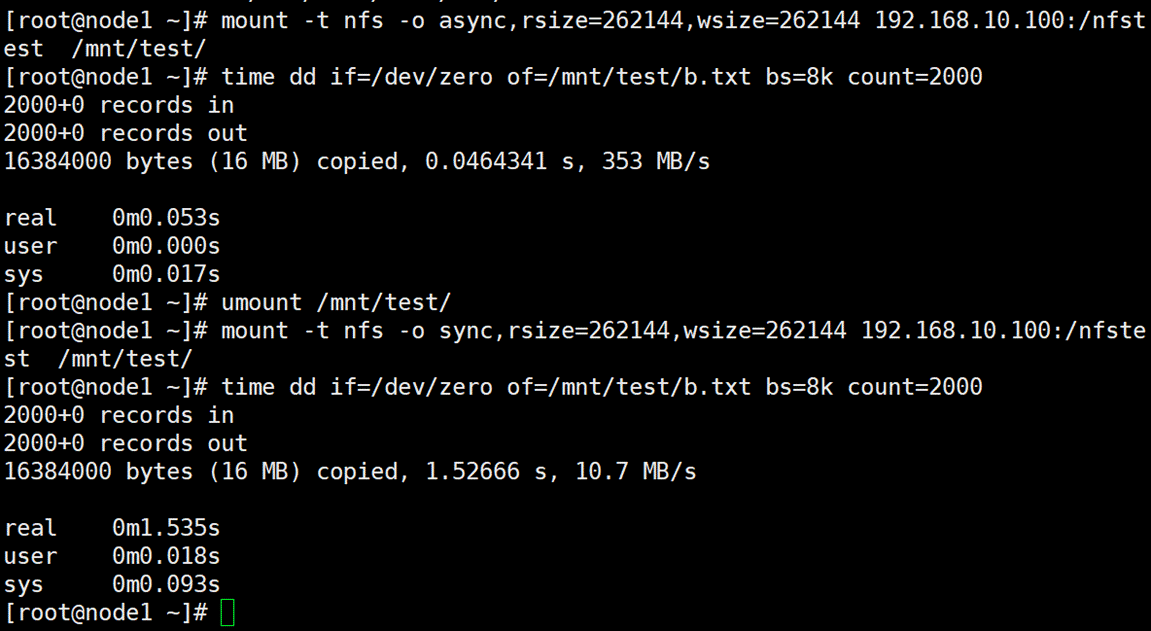 [root@node1 ~]# mount -t nfs -o async,rsize=262144,wsize=262144 192.168.10.100:/nfst
est  /mnt/test/
[root@node1 ~]# time dd if=/dev/zero of=/mnt/test/b.txt bs=8k count=2000
2000+0 records in
2000+0 records out
16384000 bytes (16 MB) copied, 0.0464341 s, 353 MB/s
real    0m0.053s
user    0m0.000s
sys     0m0.017s
[root@node1 ~]# umount /mnt/test/
[root@node1 ~]# mount -t nfs -o sync,rsize=262144,wsize=262144 192.168.10.100:/nfste
st  /mnt/test/
[root@node1 ~]# time dd if=/dev/zero of=/mnt/test/b.txt bs=8k count=2000
2000+0 records in
2000+0 records out
16384000 bytes (16 MB) copied, 1.52666 s, 10.7 MB/s
real    0m1.535s
user    0m0.018s
sys     0m0.093s
[root@node1 ~]#